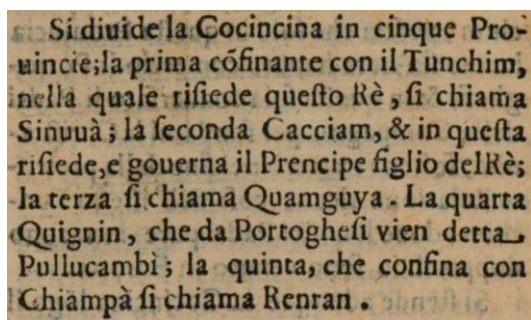 Si diuide la Cocincina in cinque Pro-
uincie; la prima cõfinante con il Tunchim,
nella quale risiede questo Rè, si chiama
Sinuuà; la seconda Cacciam, & in questa
risiede, e gouerna il Prencipe figlio del Rè;
la terza si chiama Quamguya. La quarta
Quignin, che da Portoghesi vien detta
Pullucambì; la quinta, che confina con
Chiampà si chiama Renran.